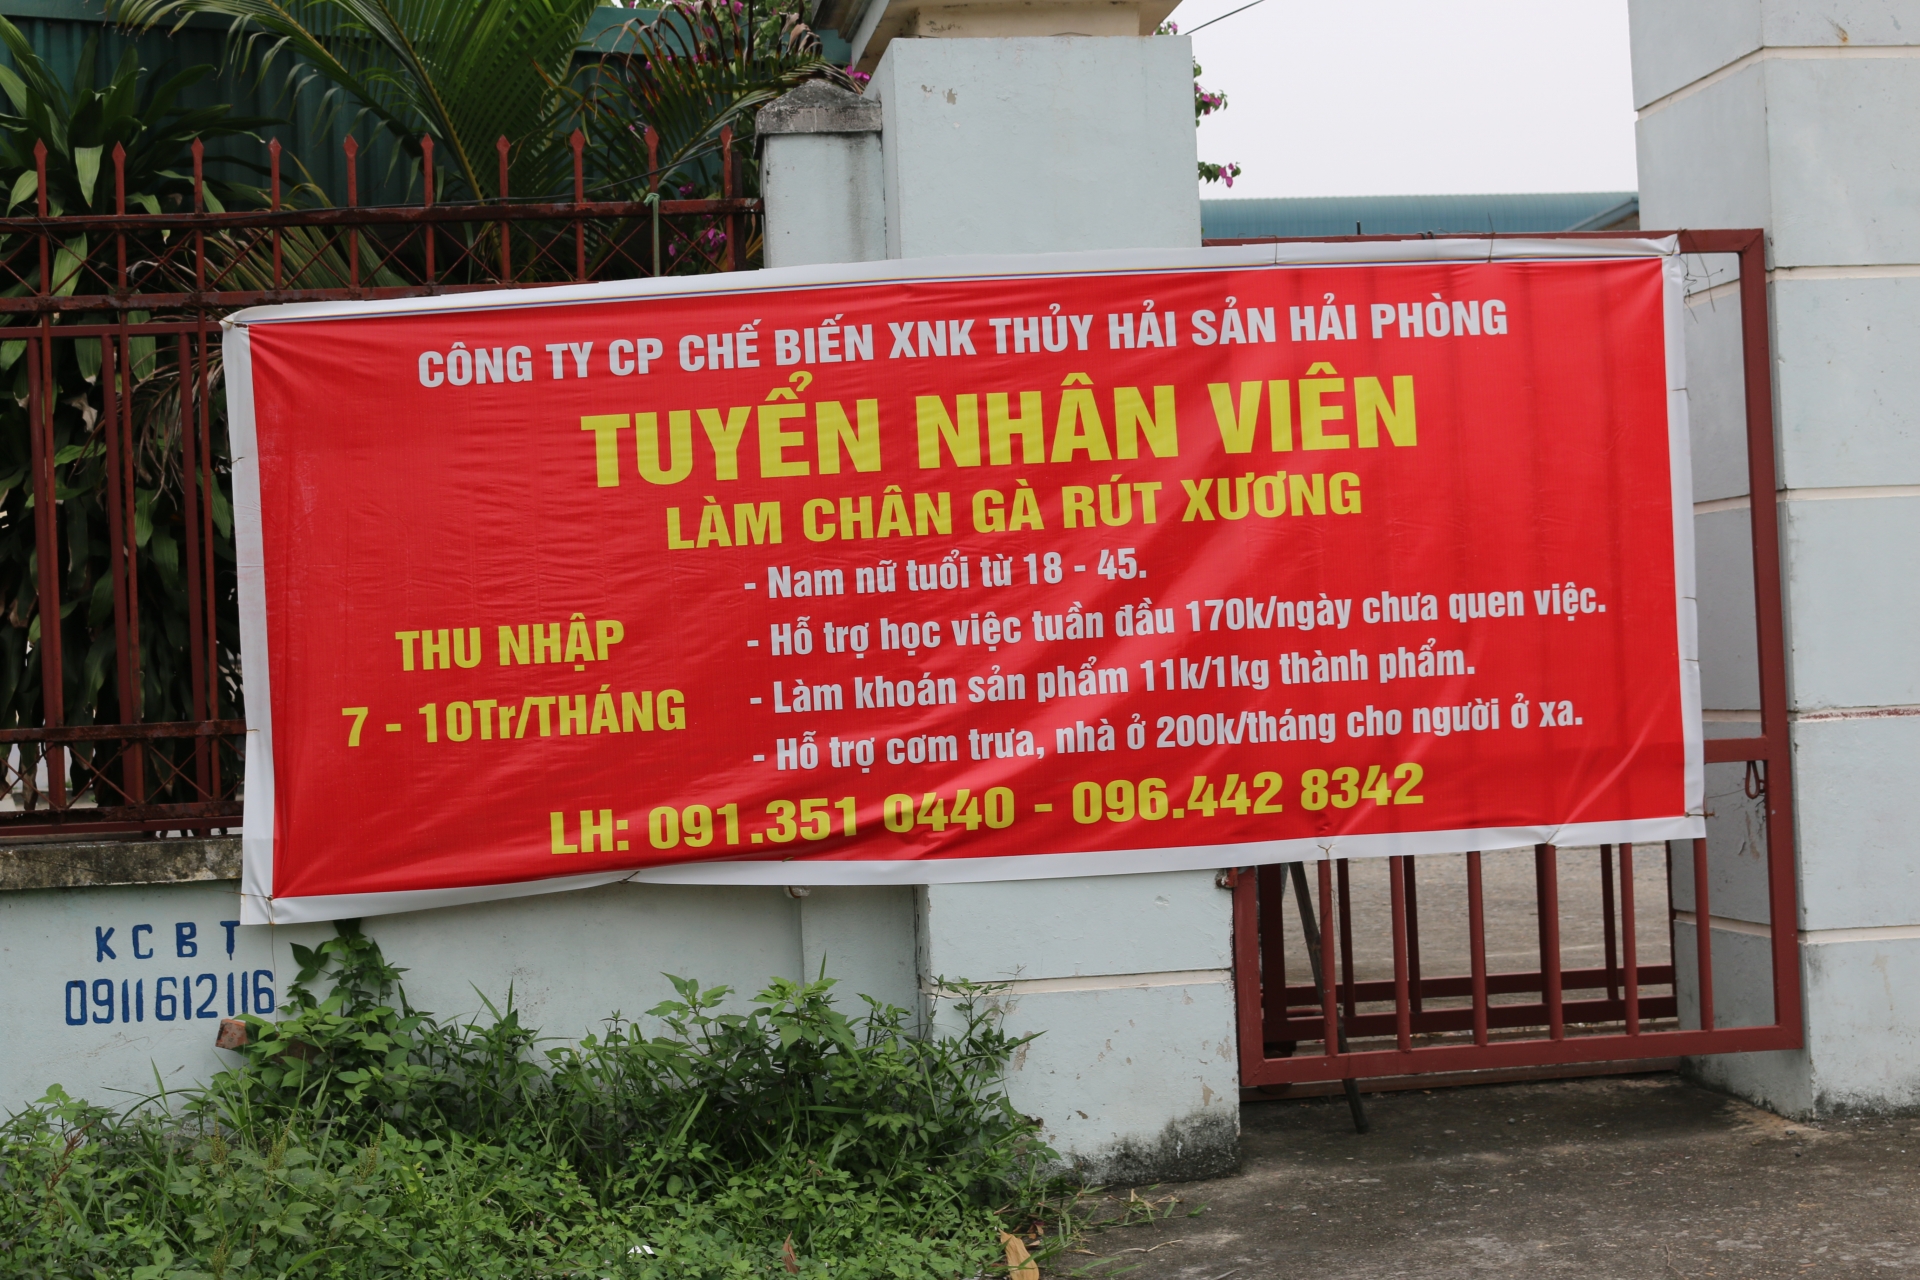 CÔNG TY CP CHẾ BIẾN XNK THỦY HẢI SẢN HẢI PHÒNG
TUYỂN NHÂN VIÊN
LÀM CHÂN GÀ RÚT XƯƠNG
THU NHẬP
7 - 10Tr/THÁNG
- Nam nữ tuổi từ 18 - 45.
- Hỗ trợ học việc tuần đầu 170k/ngày chưa quen việc.
- Làm khoán sản phẩm 11k/1kg thành phẩm.
- Hỗ trợ cơm trưa, nhà ở 200k/tháng cho người ở xa.
LH: 091.351 0440 - 096.442 8342
KCBT
0911612116